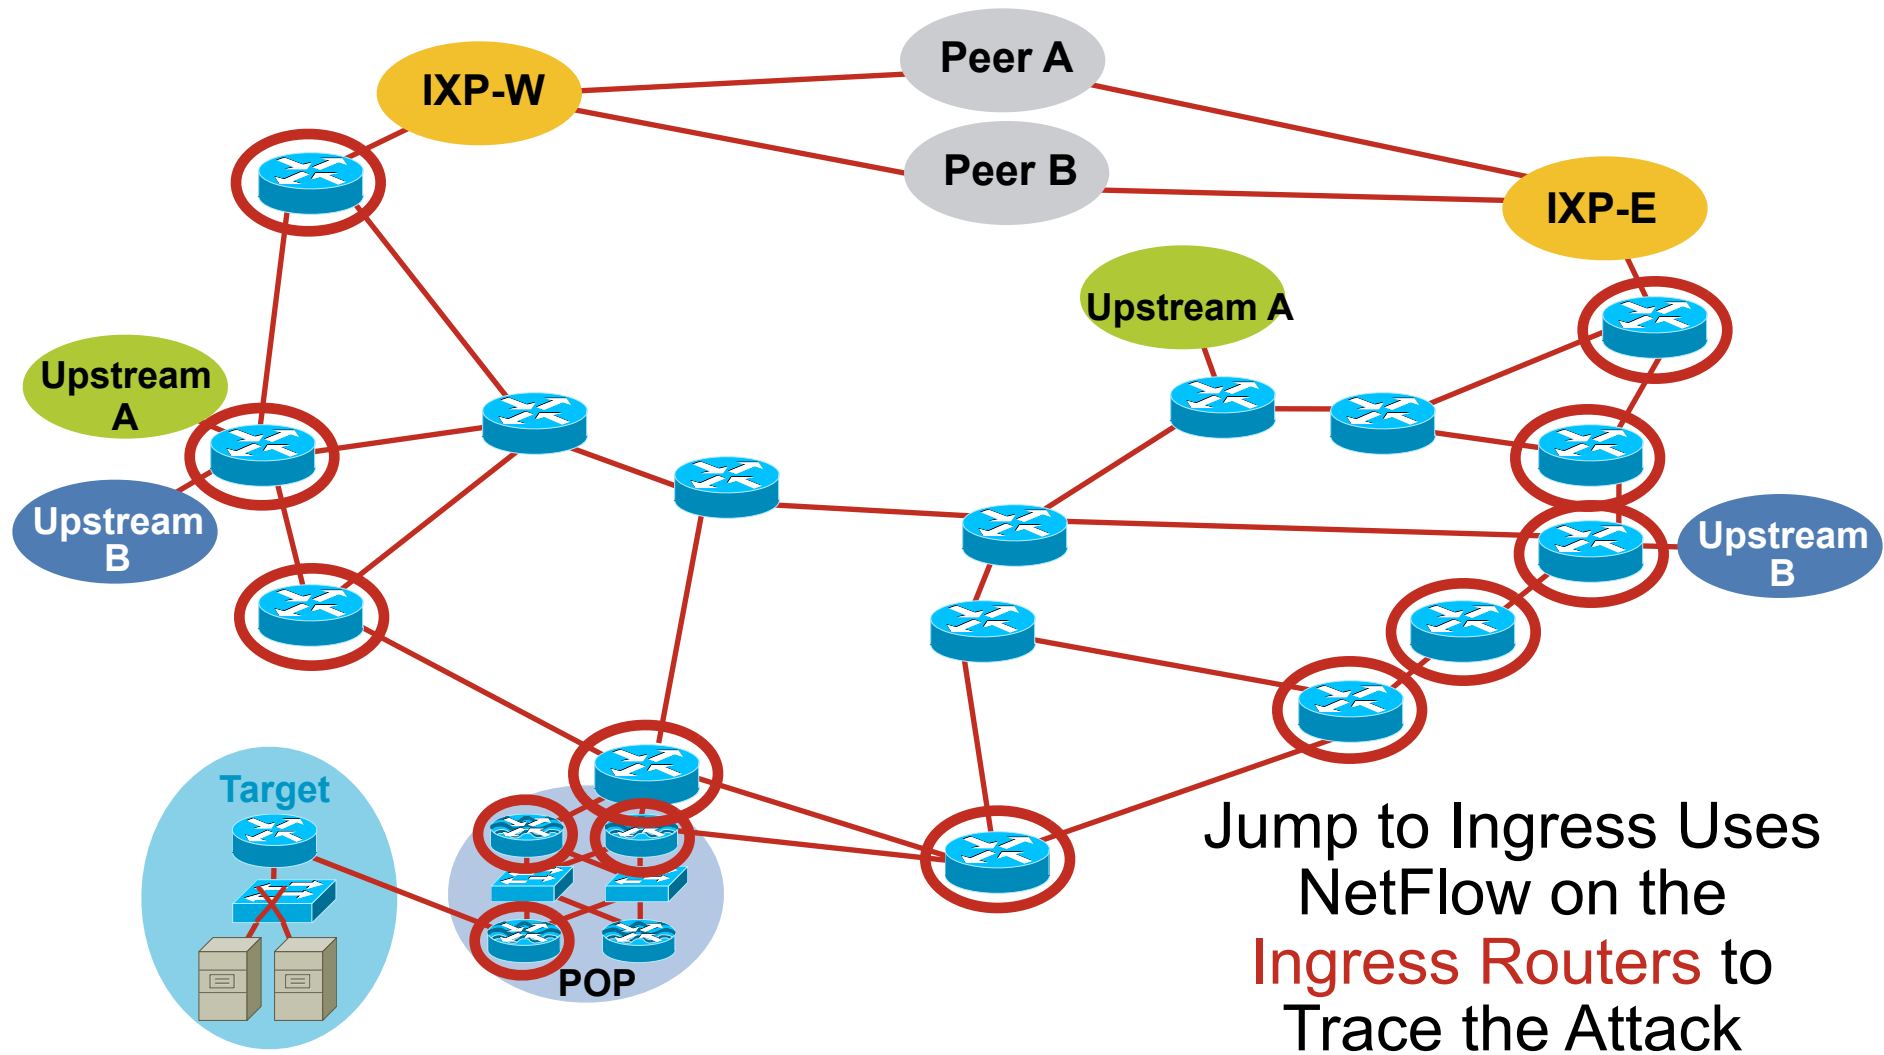 Peer A
IXP-W
Peer B
IXP-E
Upstream A
Upstream
A
Upstream
B
Upstream
B
Target
POP
Jump to Ingress Uses
NetFlow on the
Ingress Routers to
Trace the Attack